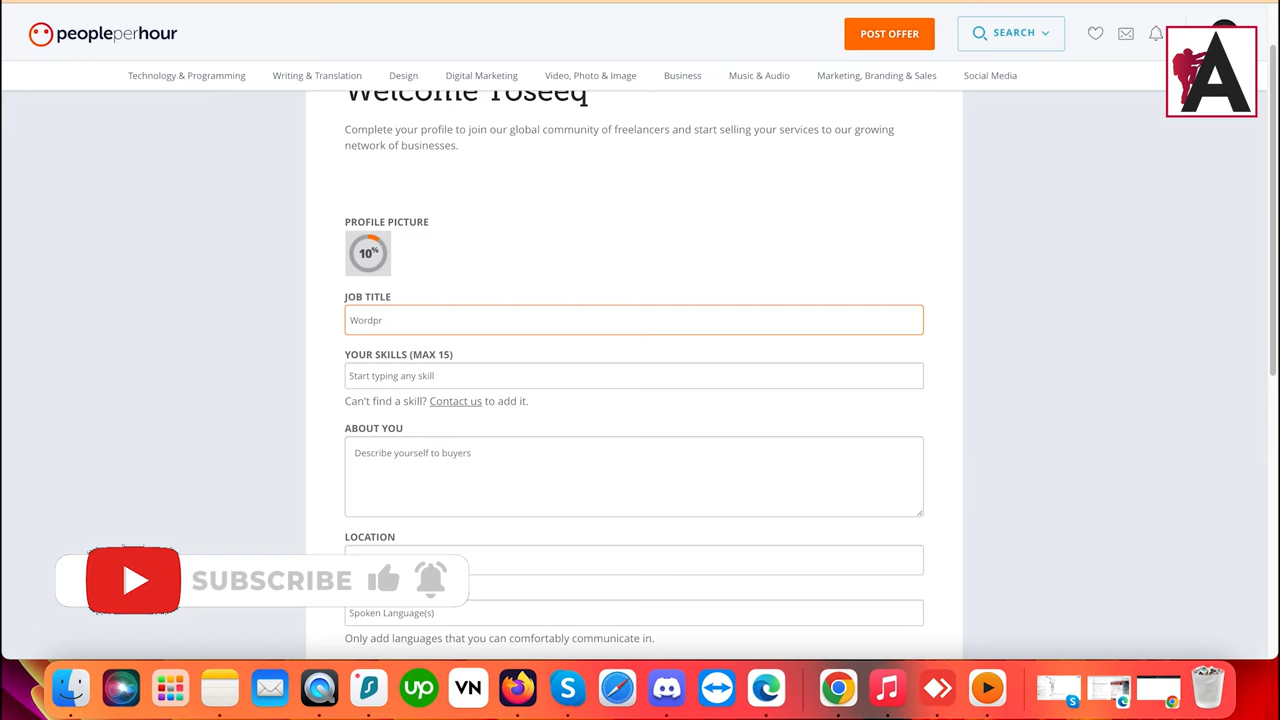 peopleperhour
POST OFFER
SEARCH
A
Technology & Programming Writing & Translation Design Digital Marketing Video, Photo & Image Business Music & Audio Marketing, Branding & Sales Social Media
Welcome Toseeq
Complete your profile to join our global community of freelancers and start selling your services to our growing
network of businesses.
PROFILE PICTURE
10%
JOB TITLE
Wordpr
YOUR SKILLS (MAX 15)
Start typing any skill
Can't find a skill? Contact us to add it.
ABOUT YOU
Describe yourself to buyers
LOCATION
SUBSCRIBE
Spoken Language(s)
Only add languages that you can comfortably communicate in.
up
VN
S